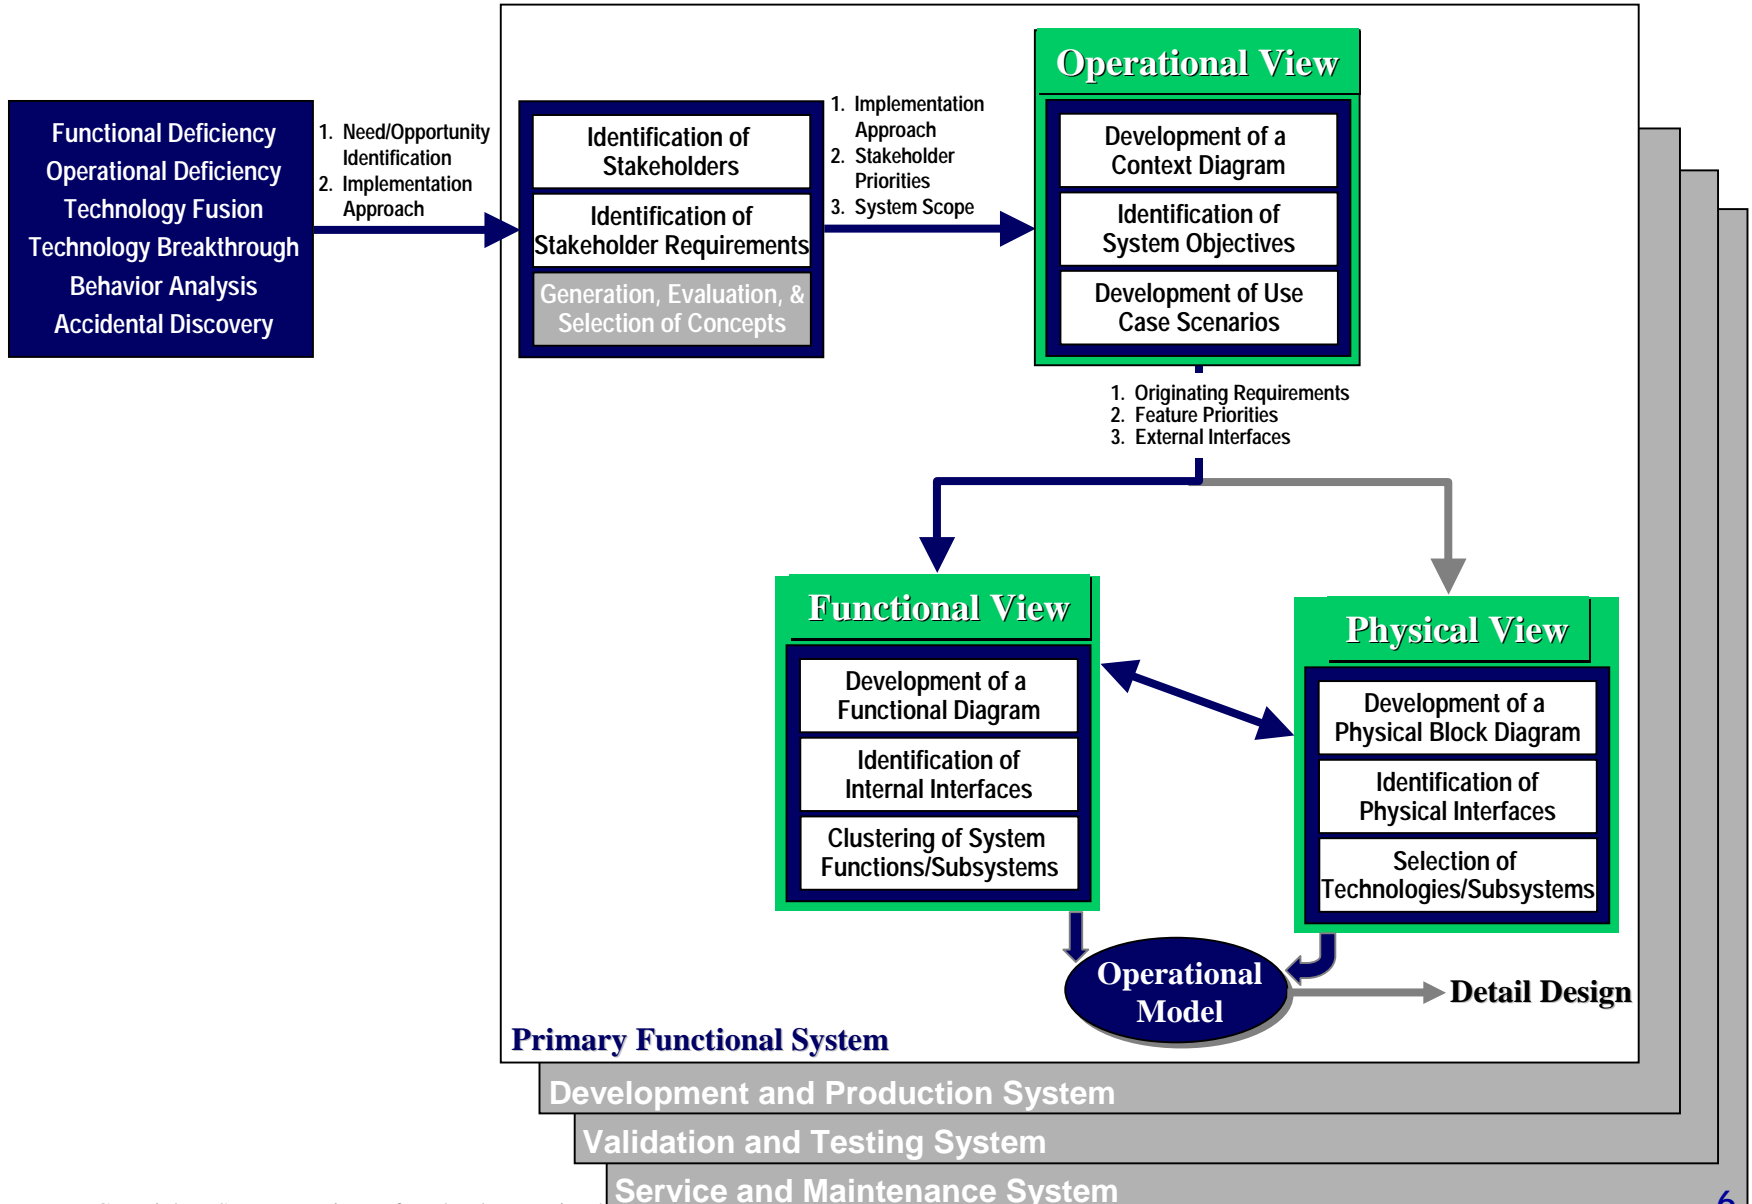 Functional Deficiency
Operational Deficiency
Technology Fusion
Technology Breakthrough
Behavior Analysis
Accidental Discovery
1. Need/Opportunity
Identification
2. Implementation
Approach
Identification of
Stakeholders
Identification of
Stakeholder Requirements
Generation, Evaluation, &
Selection of Concepts
1. Implementation
Approach
2. Stakeholder
Priorities
3. System Scope
Operational View
Development of a
Context Diagram
Identification of
System Objectives
Development of Use
Case Scenarios
1. Originating Requirements
2. Feature Priorities
3. External Interfaces
Functional View
Development of a
Functional Diagram
Identification of
Internal Interfaces
Clustering of System
Functions/Subsystems
Physical View
Development of a
Physical Block Diagram
Identification of
Physical Interfaces
Selection of
Technologies/Subsystems
Operational
Model
Detail Design
Primary Functional System
Development and Production System
Validation and Testing System
Service and Maintenance System
6